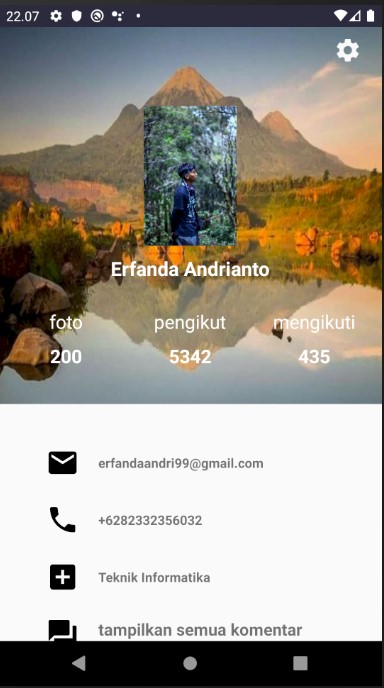 22.07
Erfanda Andrianto
foto pengikut mengikuti
200 5342 435
erfandaandri99@gmail.com
+6282332356032
Teknik Informatika
tampilkan semua komentar